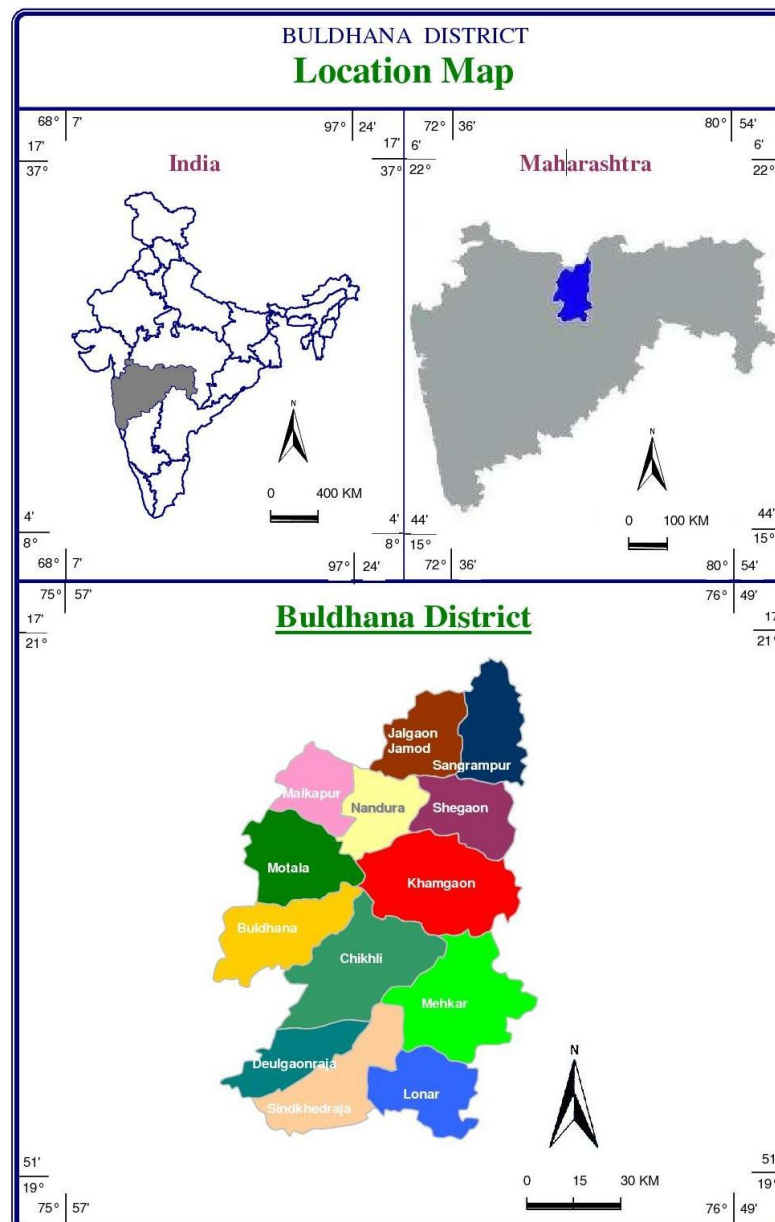 BULDHANA DISTRICT
Location Map
68° 7' 97° 24' 72° 36' 80° 54'
17' 17' 6' 6'
37° 37° 22° 22°
India Maharashtra
N
0 400 KM
N
0 100 KM
4' 4' 44' 44'
8° 8° 15° 15°
68° 7' 97° 24' 72° 36' 80° 54'
75° 57' 76° 49'
17' 17
21° 21°
Buldhana District
Jalgaon
Jamod
Sangrampur
Malkapur
Nandura
Shegaon
Motala
Khamgaon
Buldhana
Chikhli
Mehkar
Deulgaonraja
Lonar
Sindkhedraja
N
0 15 30 KM
51' 51
19° 19°
75° 57' 76° 49'